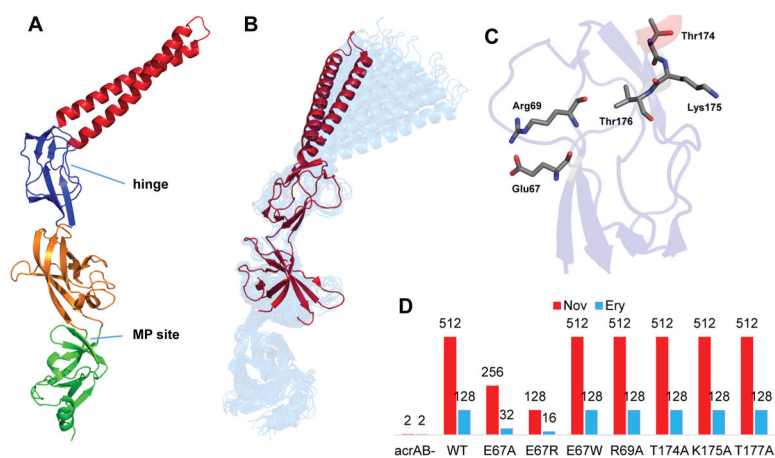 A
hinge
MP site
B
C
Thr174
Arg69
Thr176
Lys175
Glu67
D
Nov Ery
512 512 512 512 512 512
256
128 128 128 128 128 128 128
32 16
2 2
acrAB- WT E67A E67R E67W R69A T174A K175A T177A